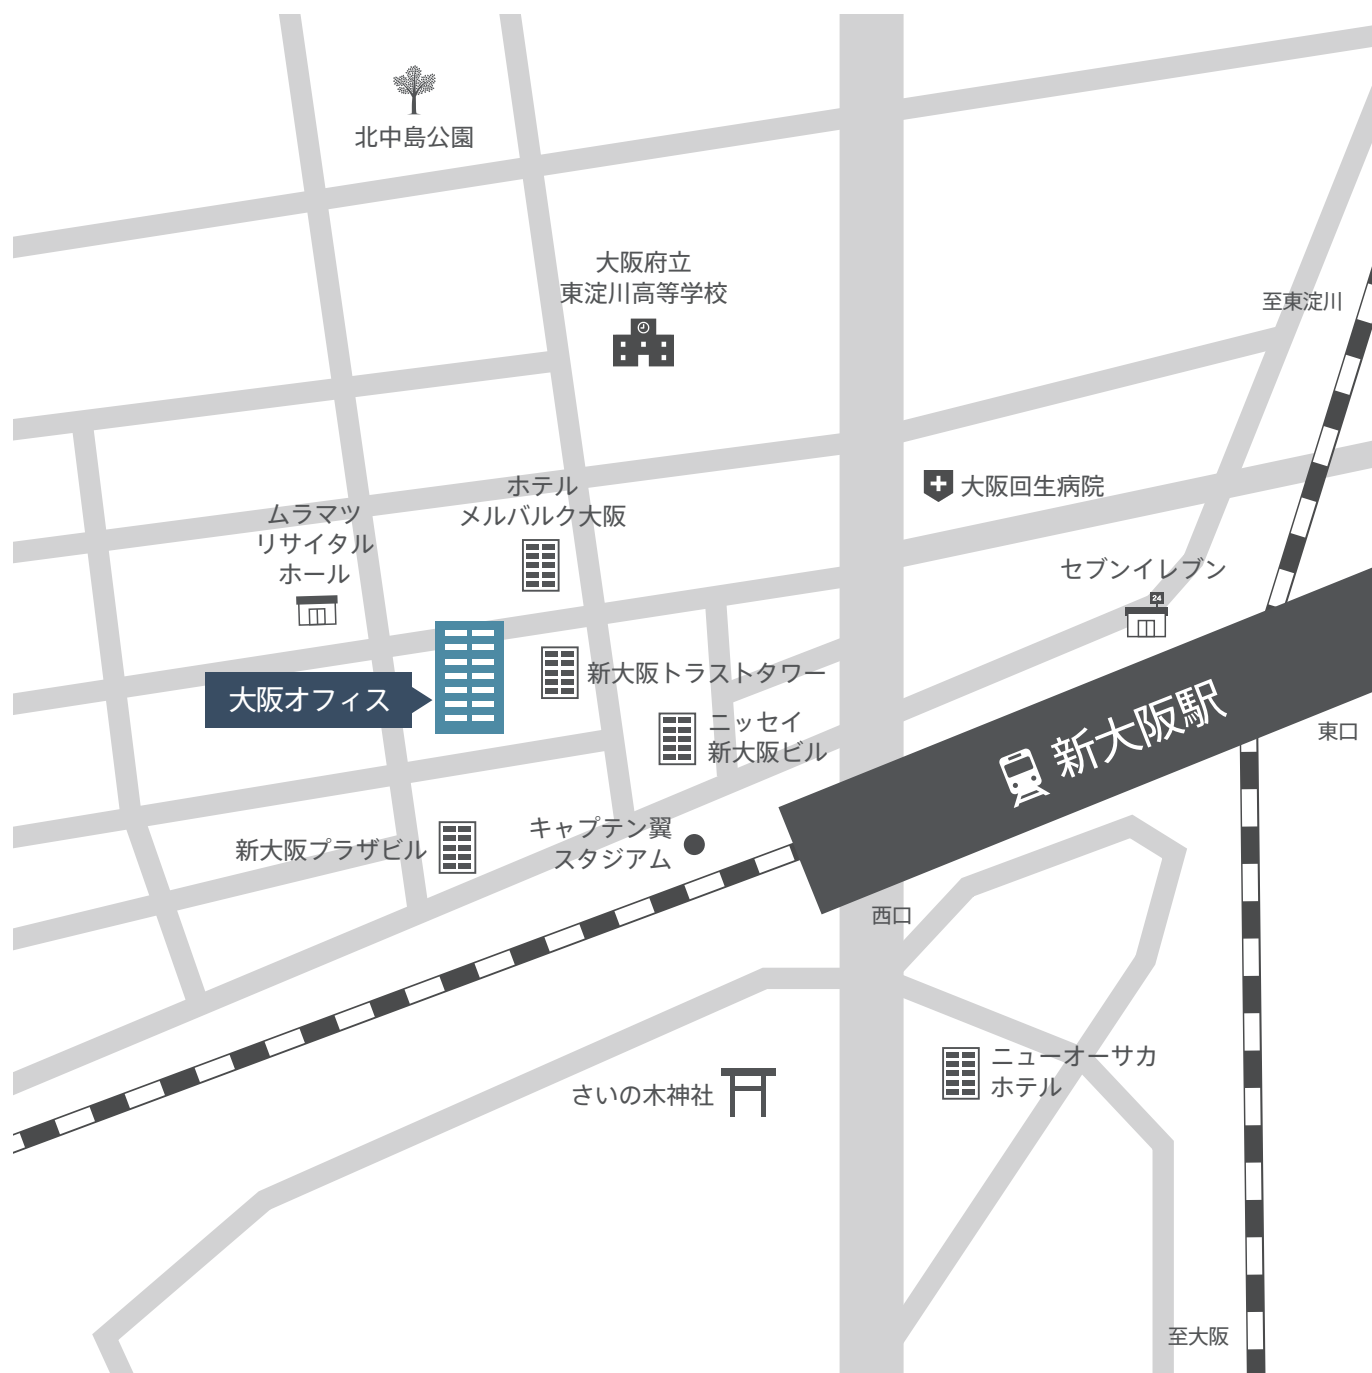 北中島公園
大阪府立
東淀川高等学校
至東淀川
ホテル
メルパルク大阪
大阪回生病院
ムラマツ
リサイタル
ホール
セブンイレブン
24
新大阪トラストタワー
大阪オフィス
ニッセイ
新大阪ビル
新大阪駅
東口
キャプテン翼
スタジアム
新大阪プラザビル
西口
ニューオーサカ
ホテル
さいの木神社
至大阪